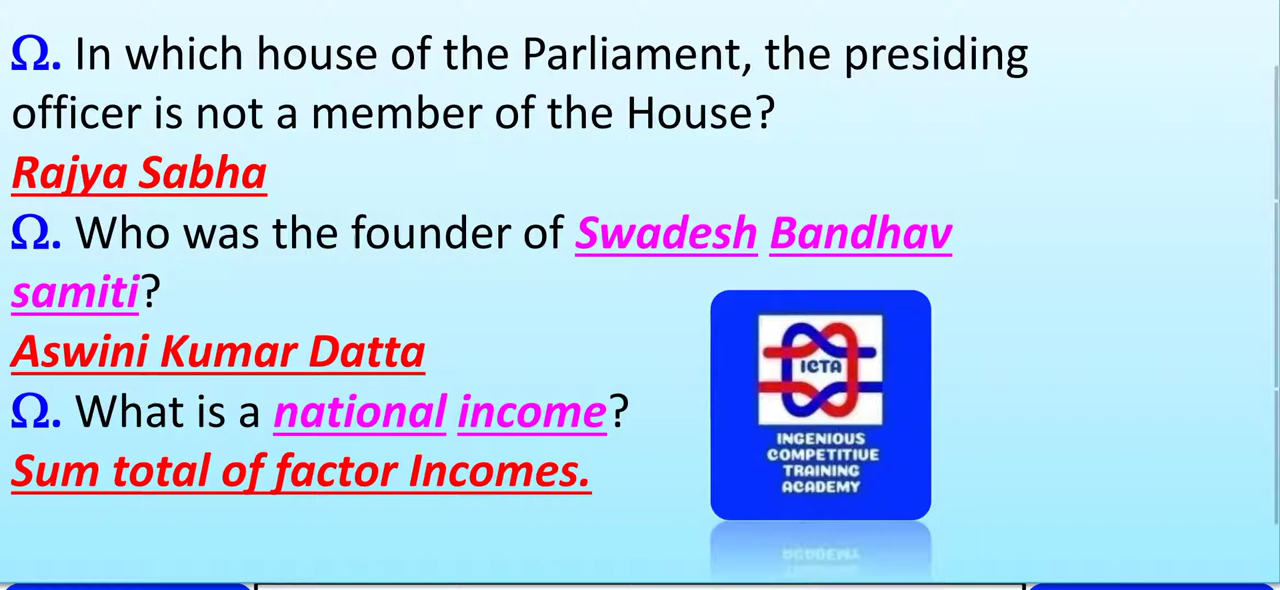 Ω. In which house of the Parliament, the presiding
officer is not a member of the House?
Rajya Sabha
Ω. Who was the founder of Swadesh Bandhav
samiti?
Aswini Kumar Datta
Ω. What is a national income?
Sum total of factor Incomes.
ICTA
INGENIOUS
COMPETITIVE
TRAINING
ACADEMY